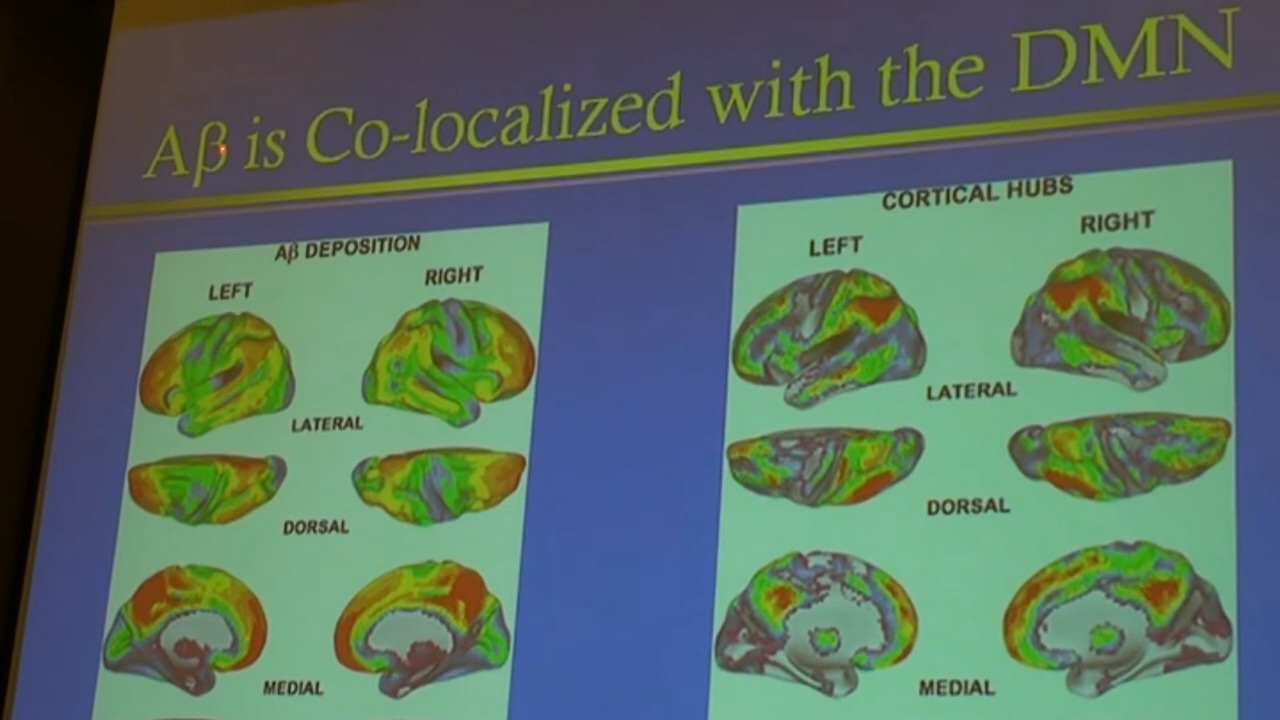 Aβ is Co-localized with the DMN
Aβ DEPOSITION
LEFT
RIGHT
LATERAL
DORSAL
MEDIAL
CORTICAL HUBS
LEFT
RIGHT
LATERAL
DORSAL
MEDIAL